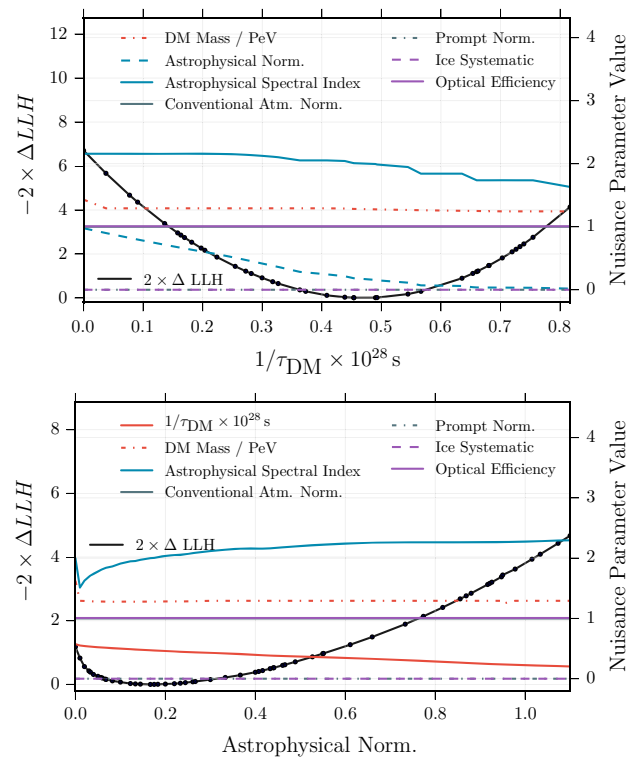 12
10
8
6
4
2
0
−2 × ΔLLH
DM Mass / PeV
Astrophysical Norm.
Astrophysical Spectral Index
Conventional Atm. Norm.
Prompt Norm.
Ice Systematic
Optical Efficiency
2 × Δ LLH
4
3
2
1
0
Nuisance Parameter Value
0.0 0.1 0.2 0.3 0.4 0.5 0.6 0.7 0.8
1/τDM × 10²⁸ s
8
6
4
2
0
−2 × ΔLLH
1/τDM × 10²⁸ s
DM Mass / PeV
Astrophysical Spectral Index
Conventional Atm. Norm.
Prompt Norm.
Ice Systematic
Optical Efficiency
2 × Δ LLH
4
3
2
1
0
Nuisance Parameter Value
0.0 0.2 0.4 0.6 0.8 1.0
Astrophysical Norm.